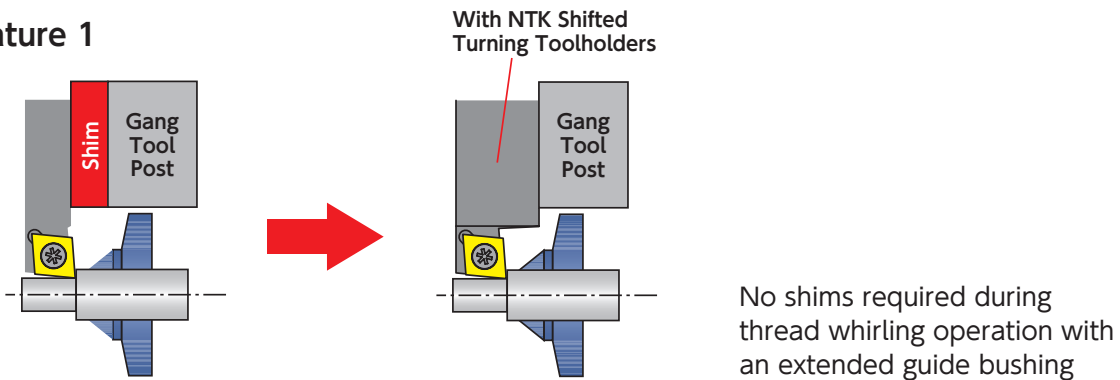 With NTK Shifted
Turning Toolholders
ature 1
Shim
Gang
Tool
Post
Gang
Tool
Post
No shims required during
thread whirling operation with
an extended guide bushing